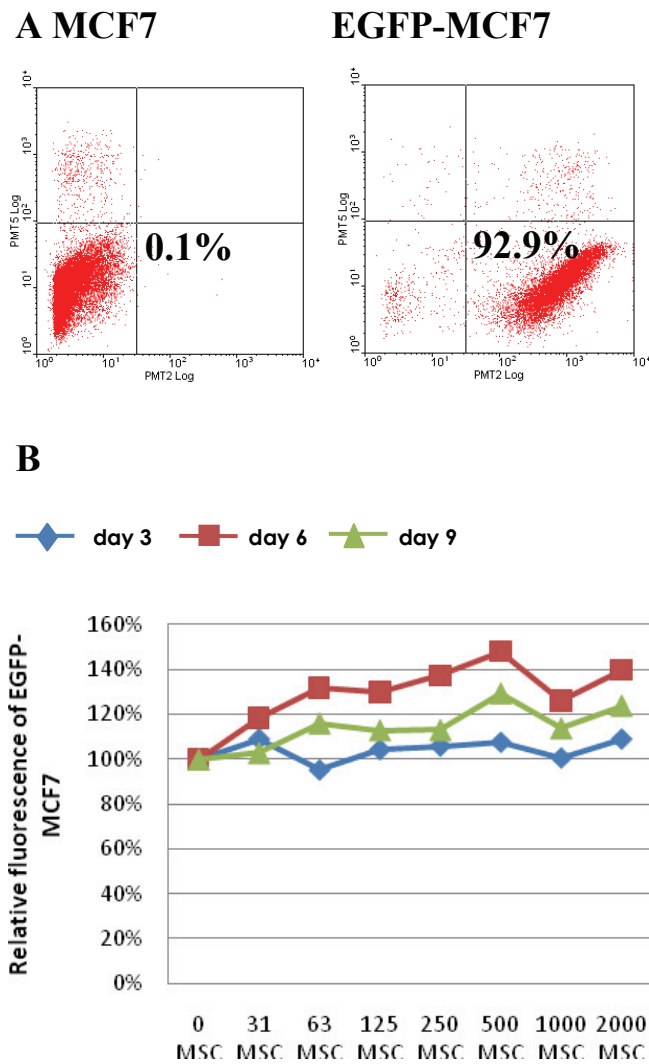 A MCF7 EGFP-MCF7
10⁴
10³
10²
10¹
10⁰
PMT5 Log
0.1%
10⁰ 10¹ 10² 10³ 10⁴
PMT2 Log
10⁴
10³
10²
10¹
10⁰
PMT5 Log
92.9%
10⁰ 10¹ 10² 10³ 10⁴
PMT2 Log
B
day 3 day 6 day 9
Relative fluorescence of EGFP-
MCF7
160%
140%
120%
100%
80%
60%
40%
20%
0%
0 31 63 125 250 500 1000 2000
MSC MSC MSC MSC MSC MSC MSC MSC